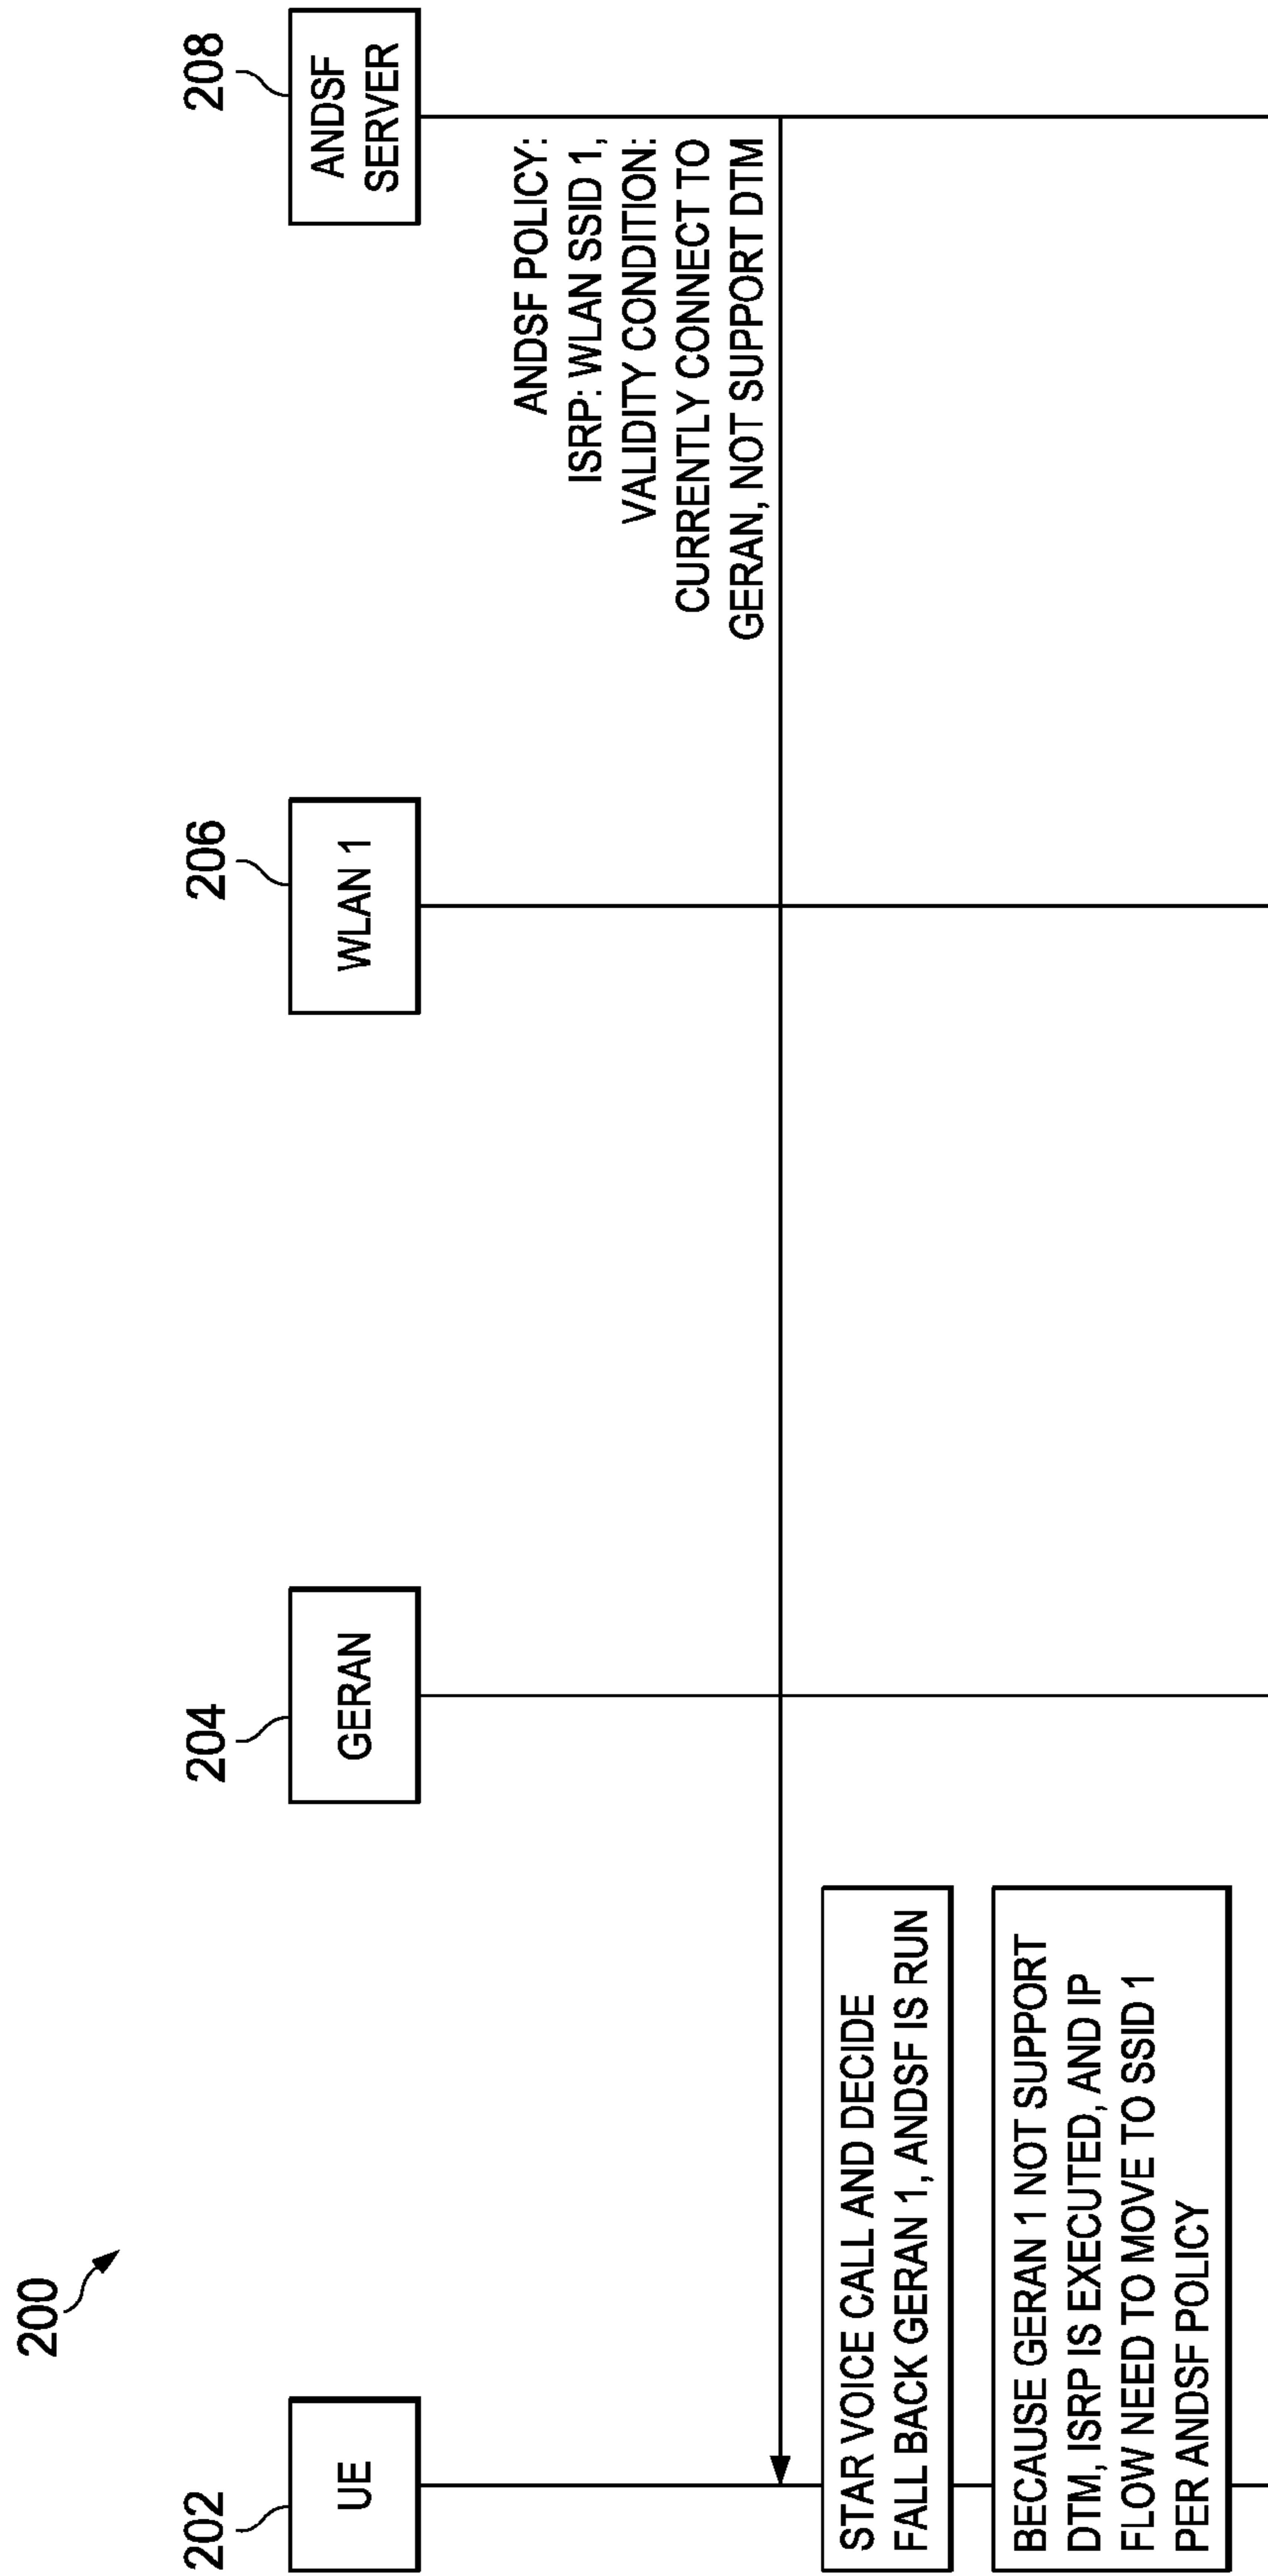 200
202
204
206
208
UE
GERAN
WLAN 1
ANDSF
SERVER
ANDSF POLICY:
ISRP: WLAN SSID 1,
VALIDITY CONDITION:
CURRENTLY CONNECT TO
GERAN, NOT SUPPORT DTM
STAR VOICE CALL AND DECIDE
FALL BACK GERAN 1, ANDSF IS RUN
BECAUSE GERAN 1 NOT SUPPORT
DTM, ISRP IS EXECUTED, AND IP
FLOW NEED TO MOVE TO SSID 1
PER ANDSF POLICY